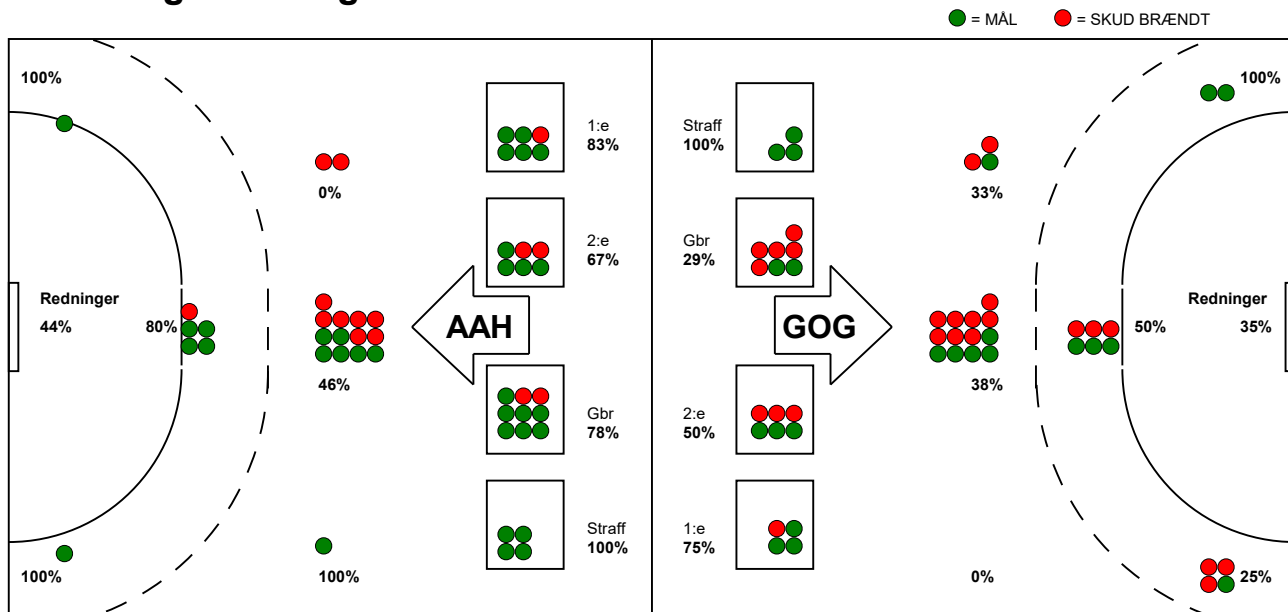 = MÅL
= SKUD BRÆNDT
100%
1:e
83%
Straff
100%
100%
0%
33%
2:e
67%
Gbr
29%
Redninger
44%
80%
AAH
GOG
50%
Redninger
35%
46%
38%
Gbr
78%
2:e
50%
Straff
100%
1:e
75%
100%
100%
0%
25%